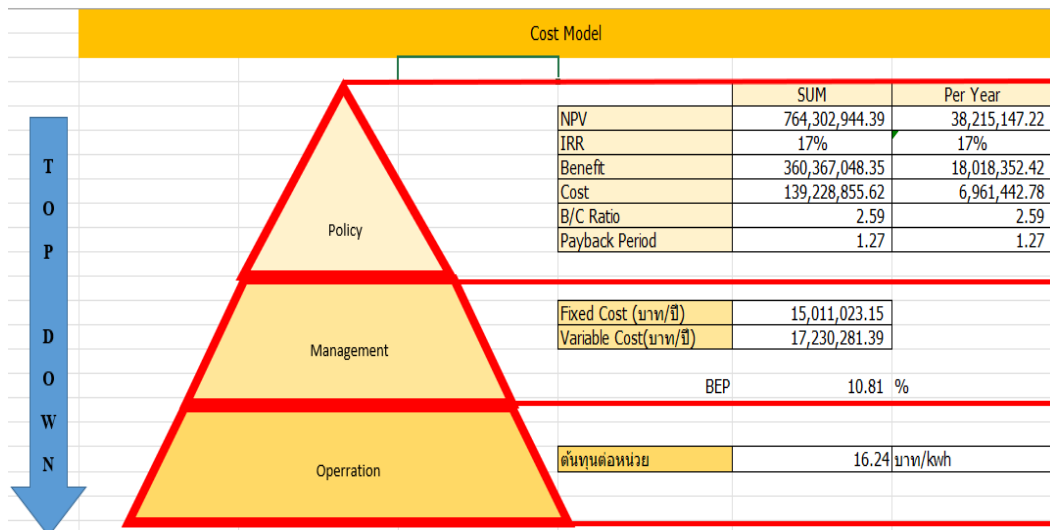 Cost Model
TOP DOWN
SUM Per Year
NPV 764,302,944.39 38,215,147.22
IRR 17% 17%
Benefit 360,367,048.35 18,018,352.42
Cost 139,228,855.62 6,961,442.78
B/C Ratio 2.59 2.59
Payback Period 1.27 1.27
Policy
Fixed Cost (บาท/ปี) 15,011,023.15
Variable Cost(บาท/ปี) 17,230,281.39
Management
BEP 10.81 %
Operration
ต้นทุนต่อหน่วย 16.24 บาท/kwh